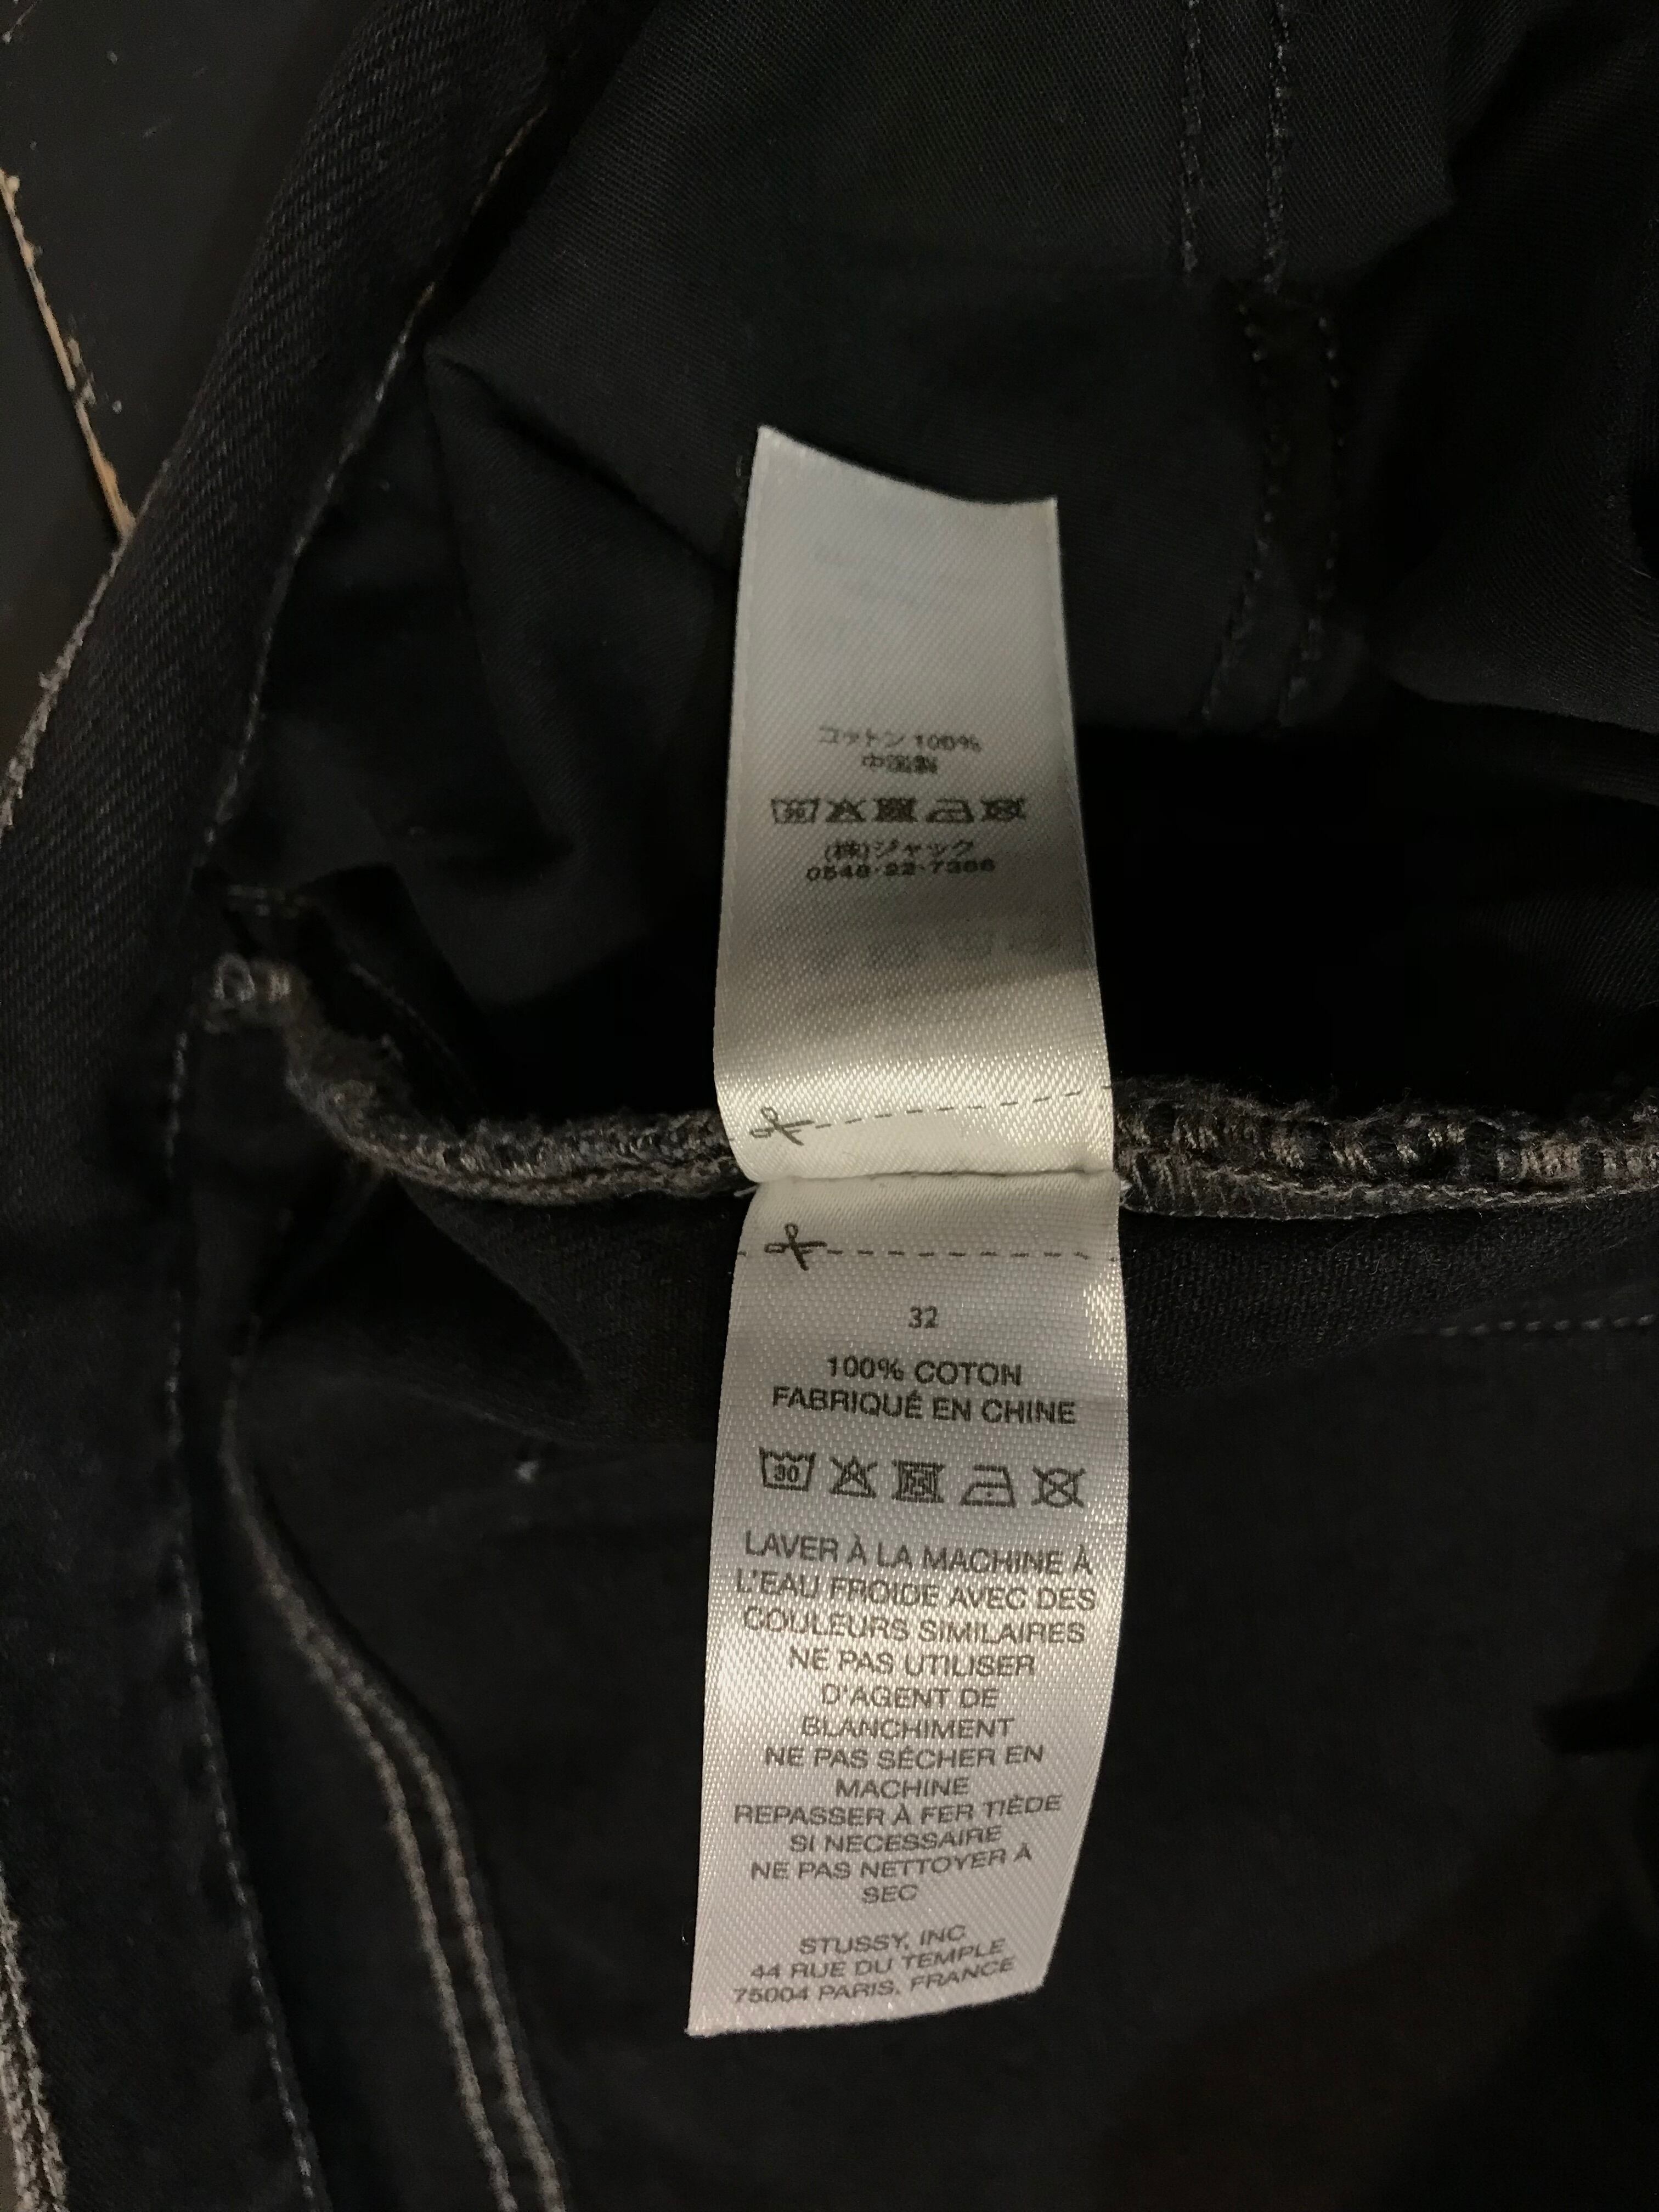 コットン 100%
中国製
30
(株)ジャック
0548-22-7366
32
100% COTON
FABRIQUÉ EN CHINE
30
LAVER À LA MACHINE À
L'EAU FROIDE AVEC DES
COULEURS SIMILAIRES
NE PAS UTILISER
D'AGENT DE
BLANCHIMENT
NE PAS SÉCHER EN
MACHINE
REPASSER À FER TIÈDE
SI NECESSAIRE
NE PAS NETTOYER À
SEC
STUSSY, INC
44 RUE DU TEMPLE
75004 PARIS, FRANCE